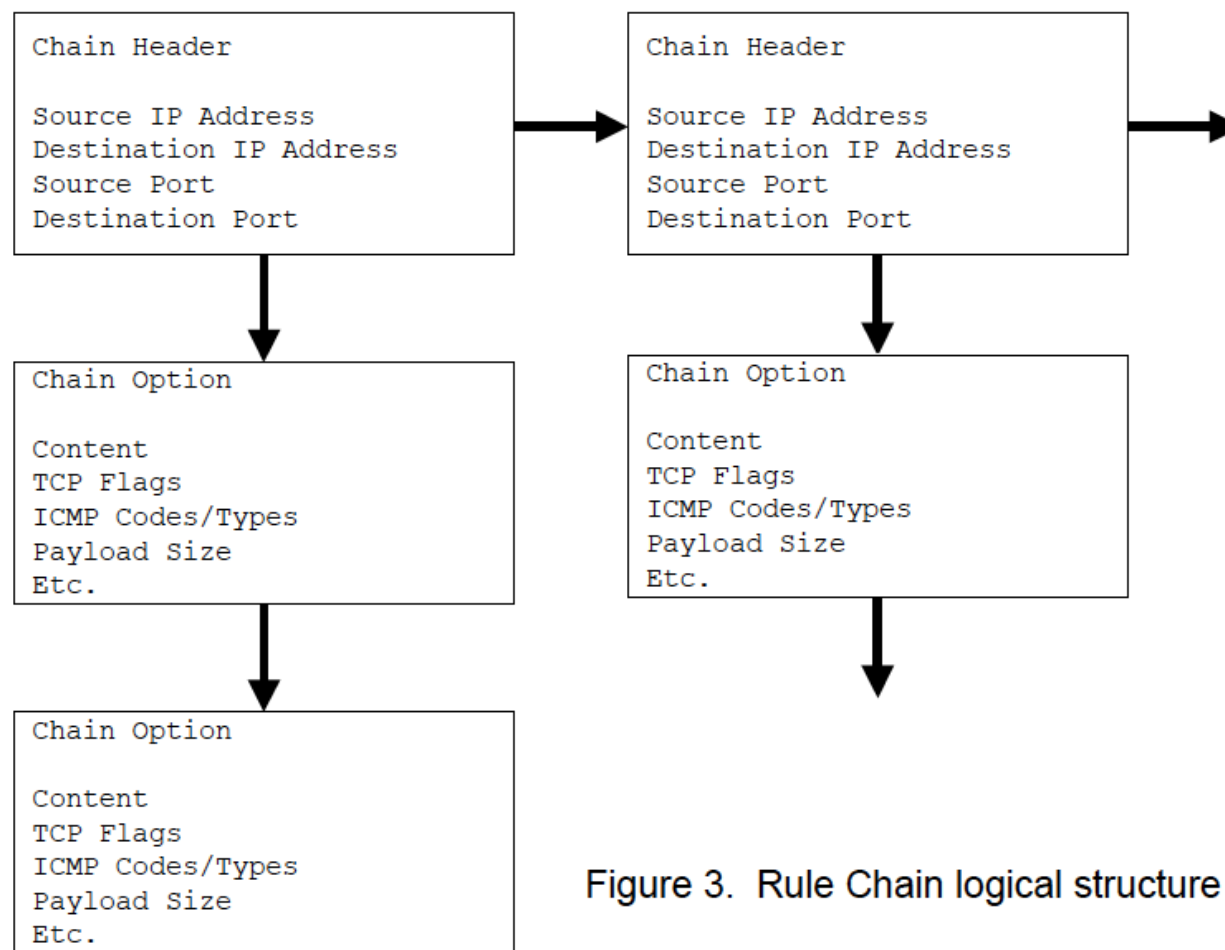 Chain Header
Source IP Address
Destination IP Address
Source Port
Destination Port
Chain Header
Source IP Address
Destination IP Address
Source Port
Destination Port
Chain Option
Content
TCP Flags
ICMP Codes/Types
Payload Size
Etc.
Chain Option
Content
TCP Flags
ICMP Codes/Types
Payload Size
Etc.
Chain Option
Content
TCP Flags
ICMP Codes/Types
Payload Size
Etc.
Figure 3. Rule Chain logical structure